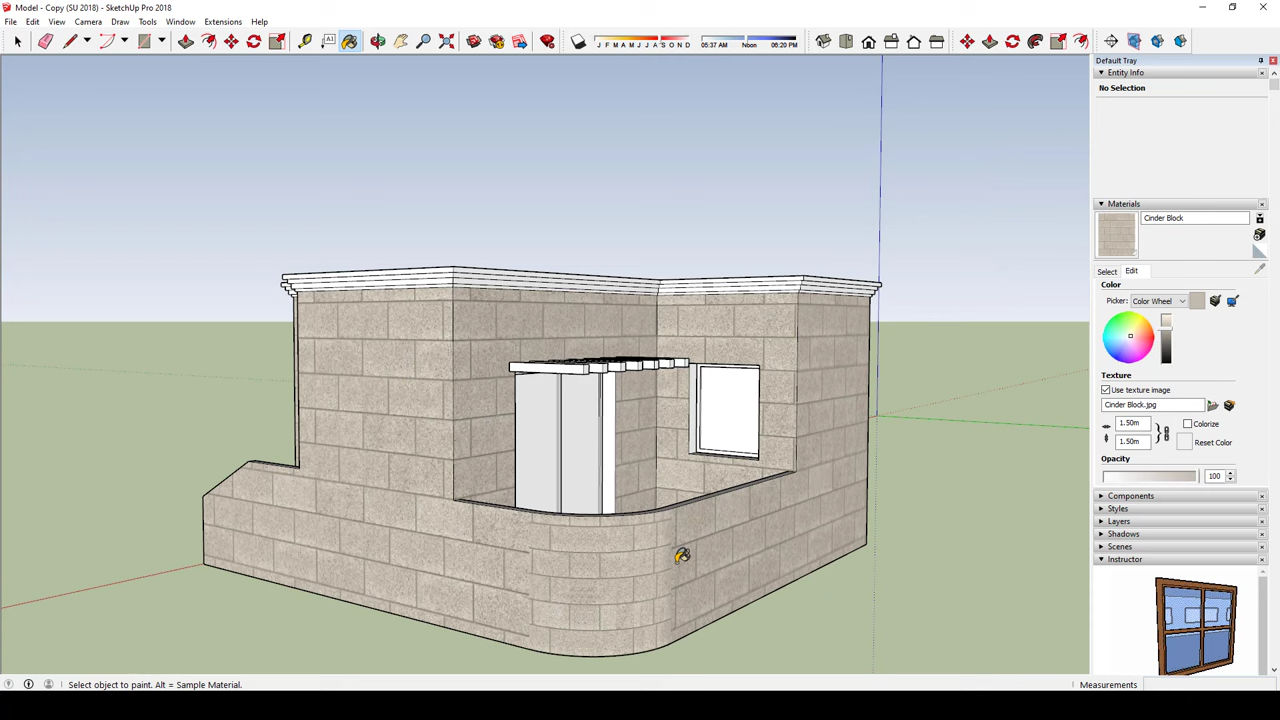 Model - Copy (SU 2018) - SketchUp Pro 2018
File Edit View Camera Draw Tools Window Extensions Help
J F M A M J J A S O N D
05:37 AM Noon 06:20 PM
Default Tray
Entity Info
No Selection
Materials
Cinder Block
Select Edit
Color
Picker: Color Wheel
Texture
Use texture image
Cinder Block.jpg
1.50m
Colorize
1.50m
Reset Color
Opacity
100
Components
Styles
Layers
Shadows
Scenes
Instructor
Select object to paint. Alt = Sample Material.
Measurements